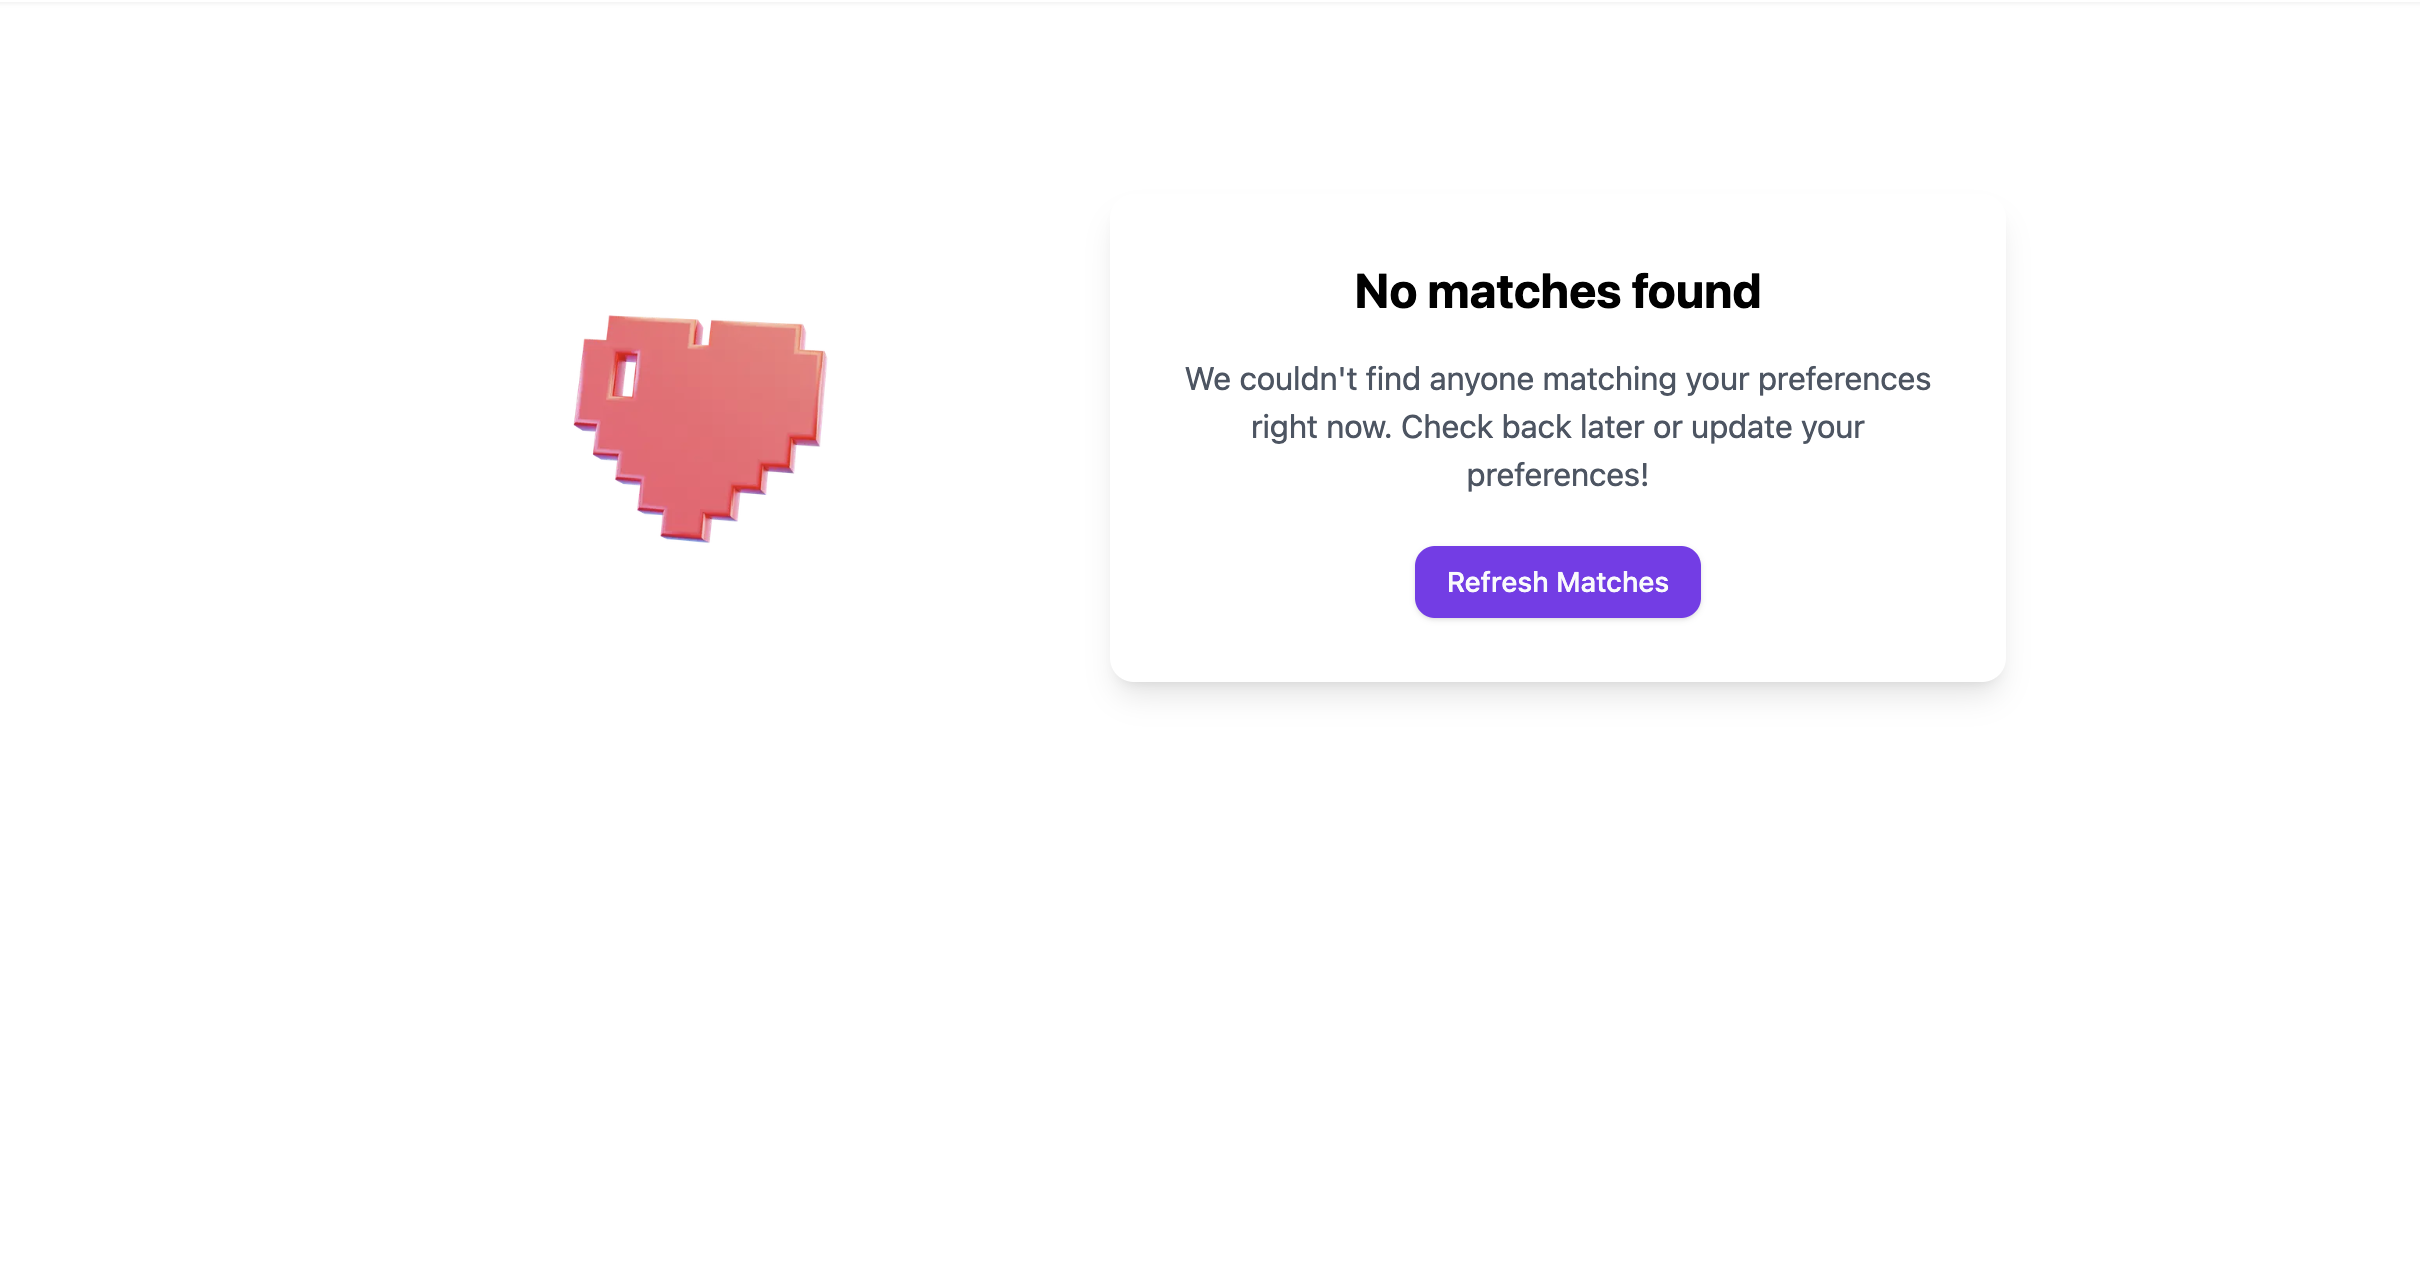 No matches found
We couldn't find anyone matching your preferences
right now. Check back later or update your
preferences!
Refresh Matches